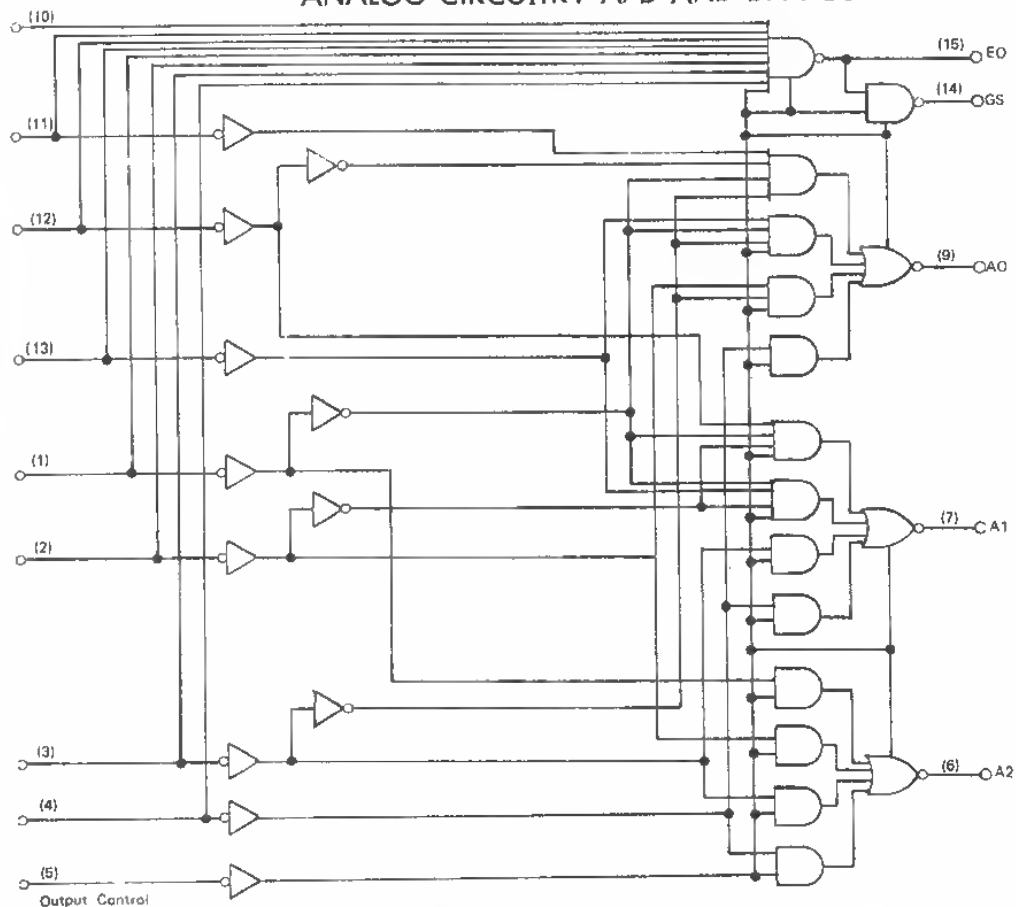 (10)
(15) EO
(14) GS
(11)
(12)
(9) AO
(13)
(1)
(2)
(7) A1
(3)
(6) A2
(4)
(5)
Output Control